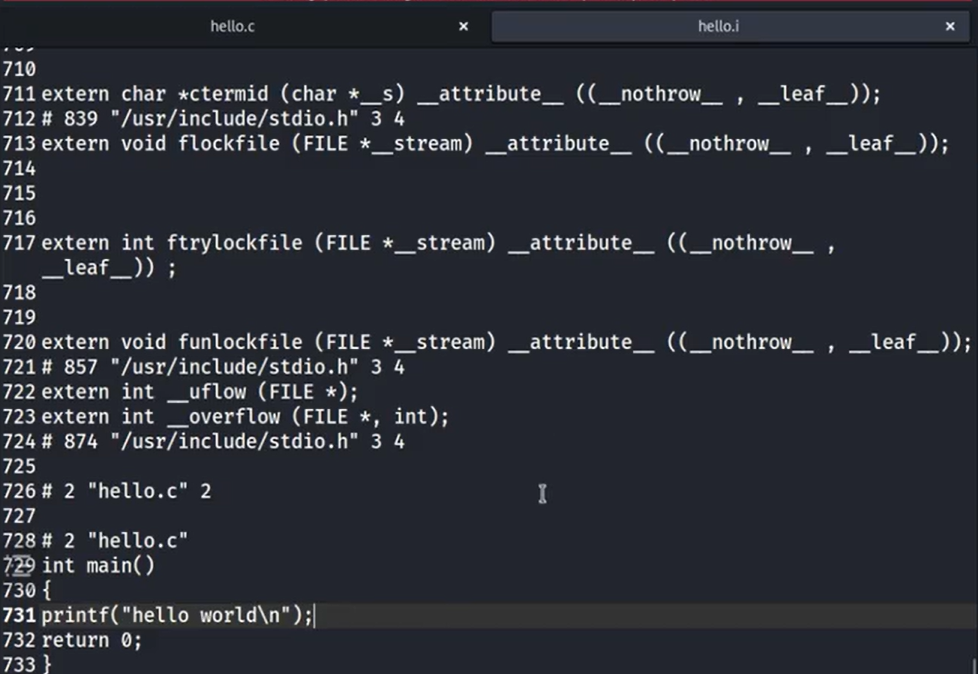 hello.c × hello.i ×
710
711 extern char *ctermid (char *__s) __attribute__ ((__nothrow__ , __leaf__));
712 # 839 "/usr/include/stdio.h" 3 4
713 extern void flockfile (FILE *__stream) __attribute__ ((__nothrow__ , __leaf__));
714
715
716
717 extern int ftrylockfile (FILE *__stream) __attribute__ ((__nothrow__ ,
__leaf__)) ;
718
719
720 extern void funlockfile (FILE *__stream) __attribute__ ((__nothrow__ , __leaf__));
721 # 857 "/usr/include/stdio.h" 3 4
722 extern int __uflow (FILE *);
723 extern int __overflow (FILE *, int);
724 # 874 "/usr/include/stdio.h" 3 4
725
726 # 2 "hello.c" 2
727
728 # 2 "hello.c"
729 int main()
730 {
731 printf("hello world\n");
732 return 0;
733 }